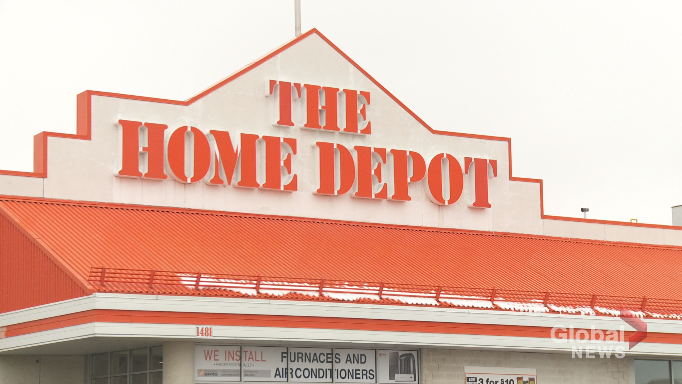 THE
HOME DEPOT
1481
WE INSTALL
FURNACES AND
AIR CONDITIONERS
3 for $10
Global
NEWS